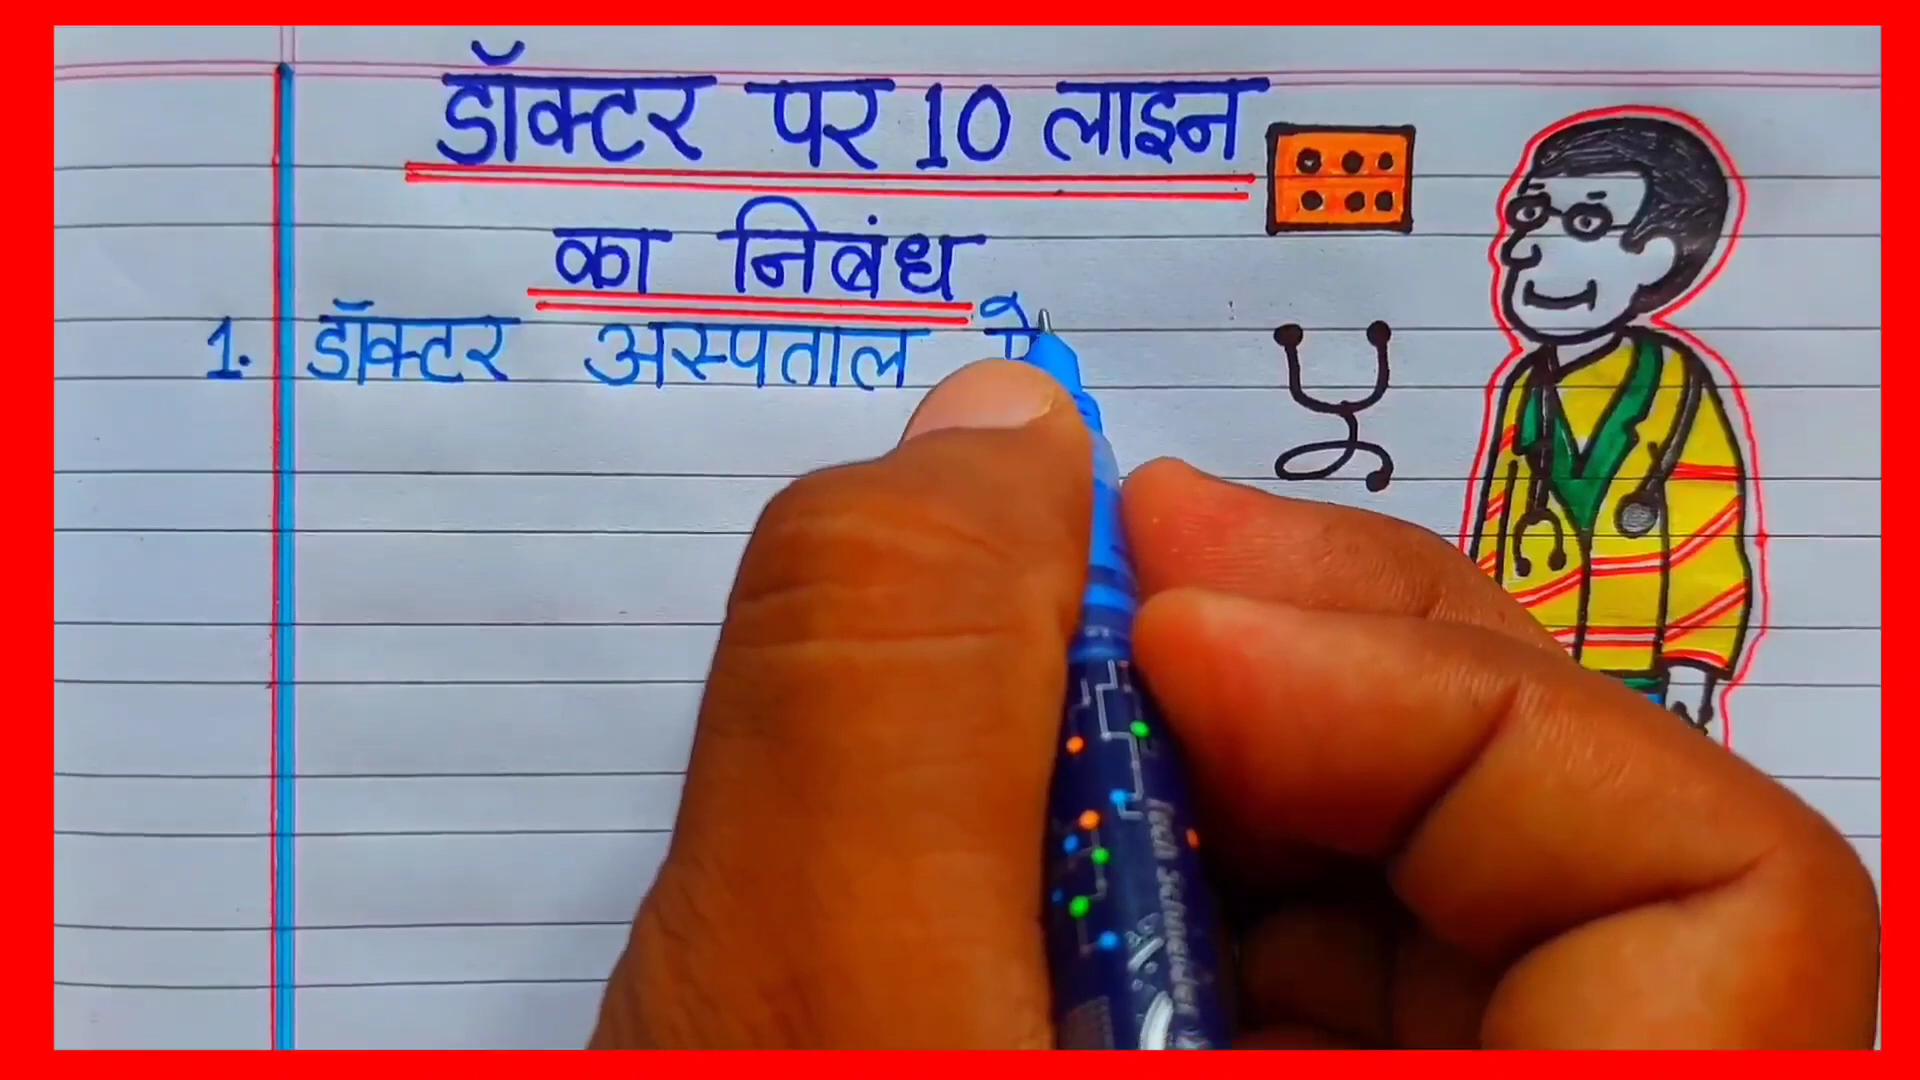 डॉक्टर पर 10 लाइन
का निबंध
1. डॉक्टर अस्पताल